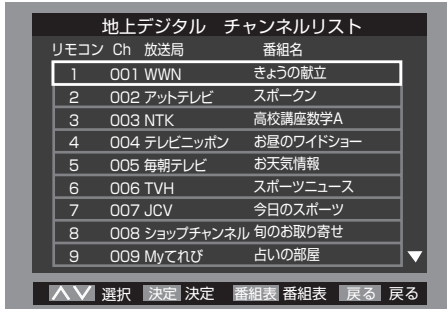 地上デジタル チャンネルリスト
リモコン Ch 放送局 番組名
1 001 WWN きょうの献立
2 002 アットテレビ スポークン
3 003 NTK 高校講座数学A
4 004 テレビニッポン お昼のワイドショー
5 005 毎朝テレビ お天気情報
6 006 TVH スポーツニュース
7 007 JCV 今日のスポーツ
8 008 ショップチャンネル 旬のお取り寄せ
9 009 Myてれび 占いの部屋
選択 決定 決定 番組表 番組表 戻る 戻る